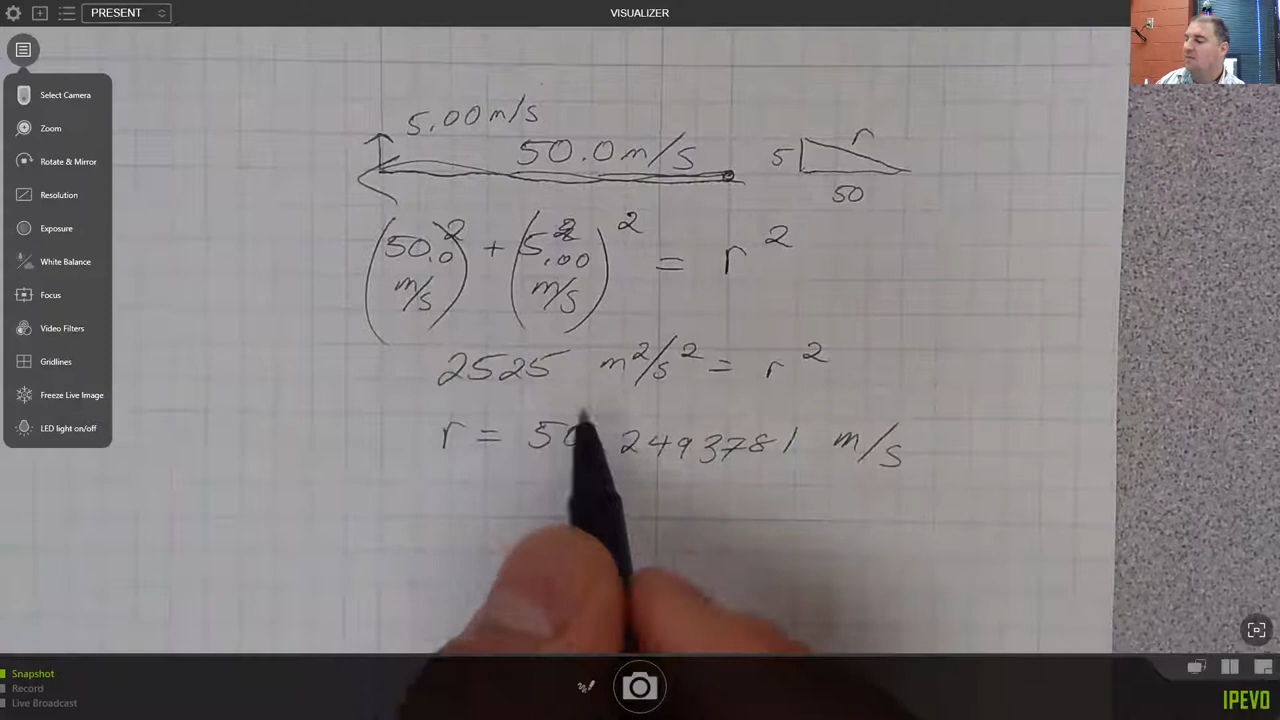 PRESENT
VISUALIZER
Select Camera
Zoom
Rotate & Mirror
Resolution
Exposure
White Balance
Focus
Video Filters
Gridlines
Freeze Live Image
LED light on/off
5.00 m/s
50.0 m/s
5
r
50
(50.0 m/s)² + (5.00 m/s)² = r²
2525 m²/s² = r²
r = 50.2493781 m/s
Snapshot
Record
Live Broadcast
IPEVO